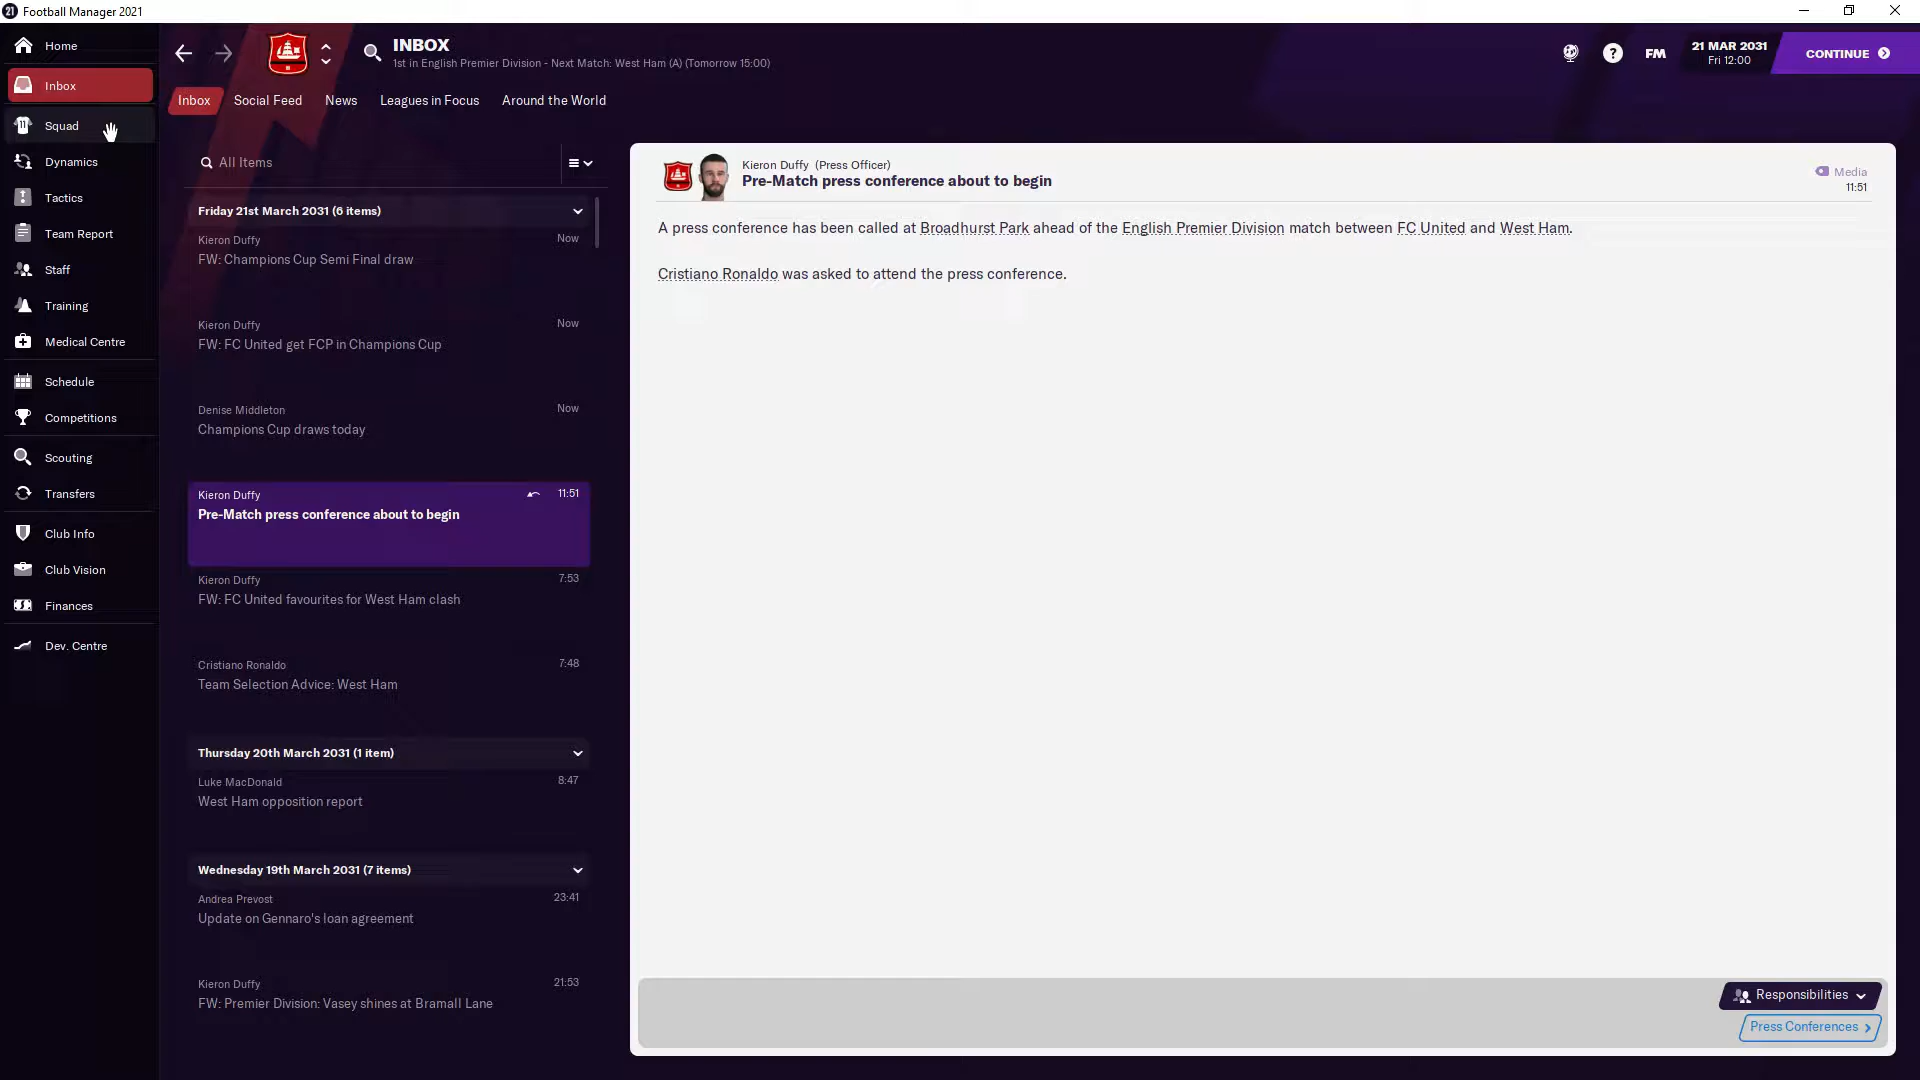 21 Football Manager 2021
Home
Inbox
11 Squad
Dynamics
Tactics
Team Report
Staff
Training
Medical Centre
Schedule
Competitions
Scouting
Transfers
Club Info
Club Vision
Finances
Dev. Centre
INBOX
1st in English Premier Division - Next Match: West Ham (A) (Tomorrow 15:00)
? FM
21 MAR 2031
Fri 12:00
CONTINUE
Inbox Social Feed News Leagues in Focus Around the World
All Items
Friday 21st March 2031 (6 items)
Kieron Duffy Now
FW: Champions Cup Semi Final draw
Kieron Duffy Now
FW: FC United get FCP in Champions Cup
Denise Middleton Now
Champions Cup draws today
Kieron Duffy 11:51
Pre-Match press conference about to begin
Kieron Duffy 7:53
FW: FC United favourites for West Ham clash
Cristiano Ronaldo 7:48
Team Selection Advice: West Ham
Thursday 20th March 2031 (1 item)
Luke MacDonald 8:47
West Ham opposition report
Wednesday 19th March 2031 (7 items)
Andrea Prevost 23:41
Update on Gennaro's loan agreement
Kieron Duffy 21:53
FW: Premier Division: Vasey shines at Bramall Lane
Kieron Duffy (Press Officer)
Pre-Match press conference about to begin
Media
11:51
A press conference has been called at Broadhurst Park ahead of the English Premier Division match between FC United and West Ham.
Cristiano Ronaldo was asked to attend the press conference.
Responsibilities
Press Conferences